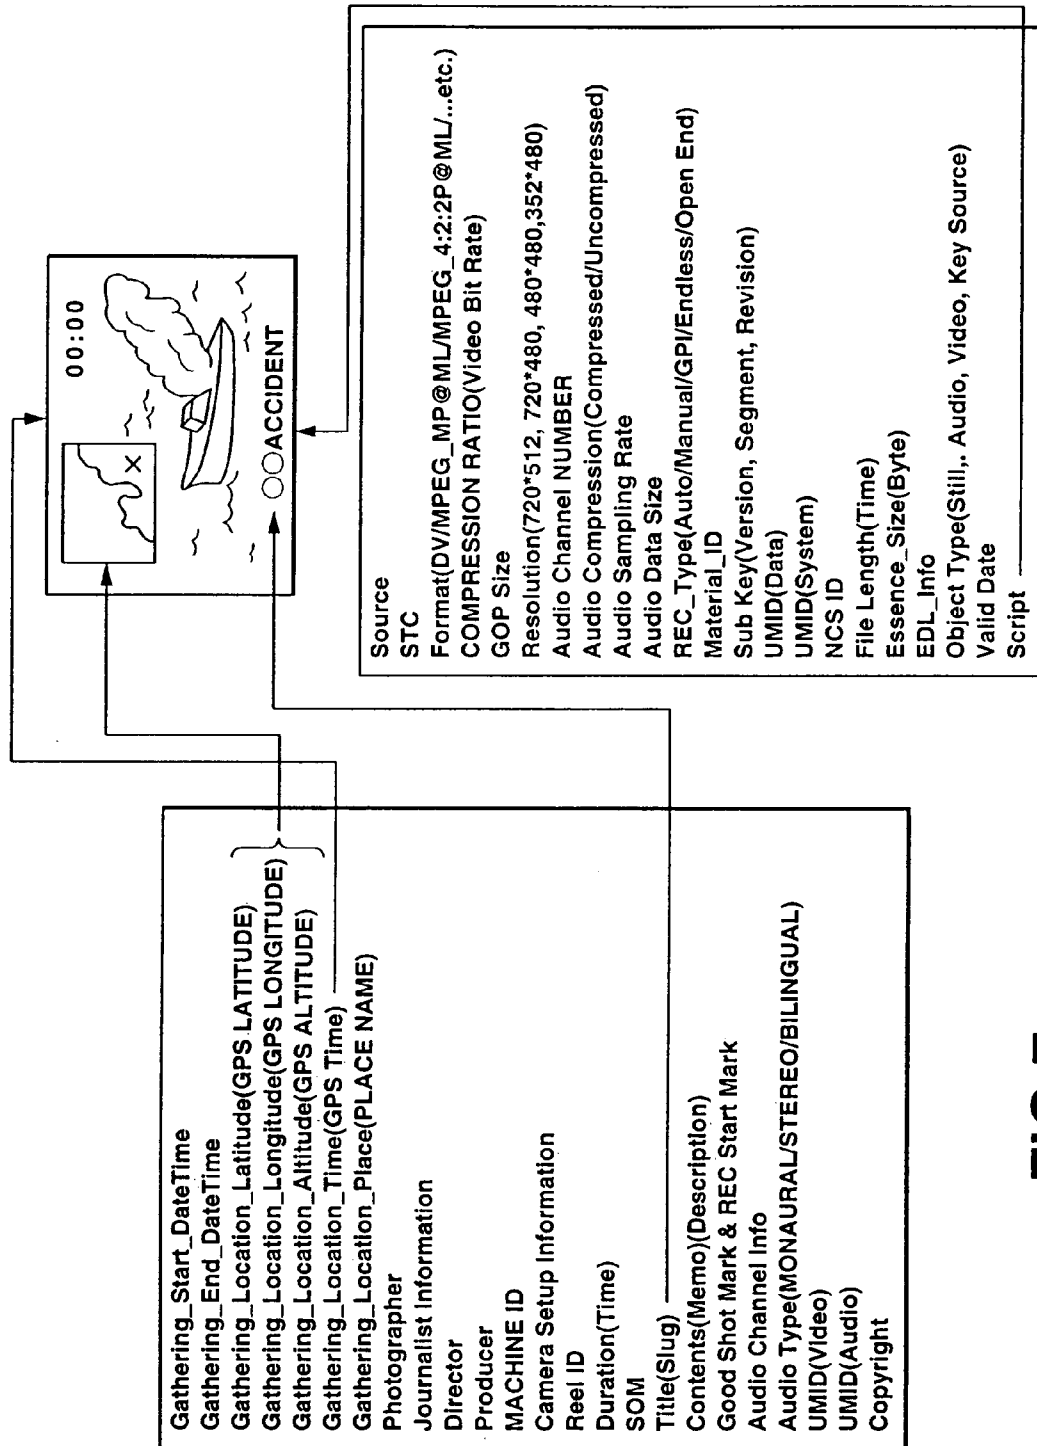 00:00
×
○○ACCIDENT
Gathering_Start_DateTime
Gathering_End_DateTime
Gathering_Location_Latitude(GPS LATITUDE)
Gathering_Location_Longitude(GPS LONGITUDE)
Gathering_Location_Altitude(GPS ALTITUDE)
Gathering_Location_Time(GPS Time)
Gathering_Location_Place(PLACE NAME)
Photographer
Journalist Information
Director
Producer
MACHINE ID
Camera Setup Information
Reel ID
Duration(Time)
SOM
Title(Slug)
Contents(Memo)(Description)
Good Shot Mark & REC Start Mark
Audio Channel Info
Audio Type(MONAURAL/STEREO/BILINGUAL)
UMID(Video)
UMID(Audio)
Copyright
Source
STC
Format(DV/MPEG_MP@ML/MPEG_4:2:2P@ML/...etc.)
COMPRESSION RATIO(Video Bit Rate)
GOP Size
Resolution(720*512, 720*480, 480*480,352*480)
Audio Channel NUMBER
Audio Compression(Compressed/Uncompressed)
Audio Sampling Rate
Audio Data Size
REC_Type(Auto/Manual/GPI/Endless/Open End)
Material_ID
Sub Key(Version, Segment, Revision)
UMID(Data)
UMID(System)
NCS ID
File Length(Time)
Essence_Size(Byte)
EDL_Info
Object Type(Still,. Audio, Video, Key Source)
Valid Date
Script